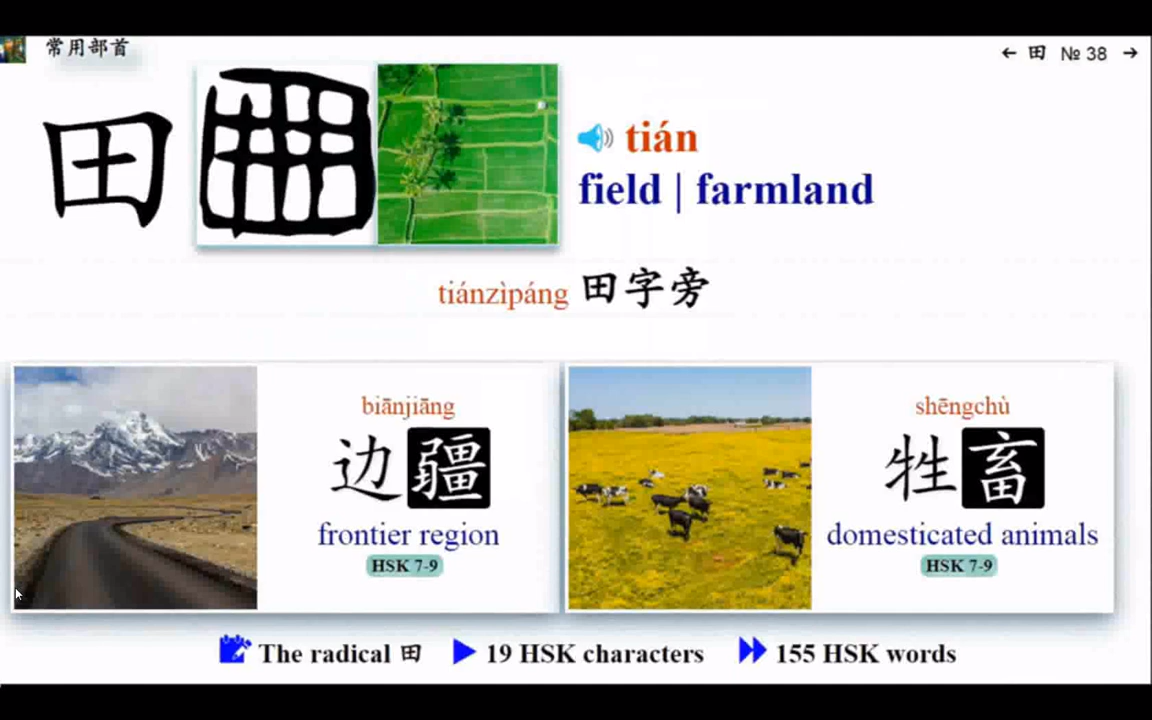 常用部首
← 田 № 38 →
田
tián
field | farmland
tiánzìpáng 田字旁
biānjiāng
边疆
frontier region
HSK 7-9
shēngchù
牲畜
domesticated animals
HSK 7-9
The radical 田
19 HSK characters
155 HSK words